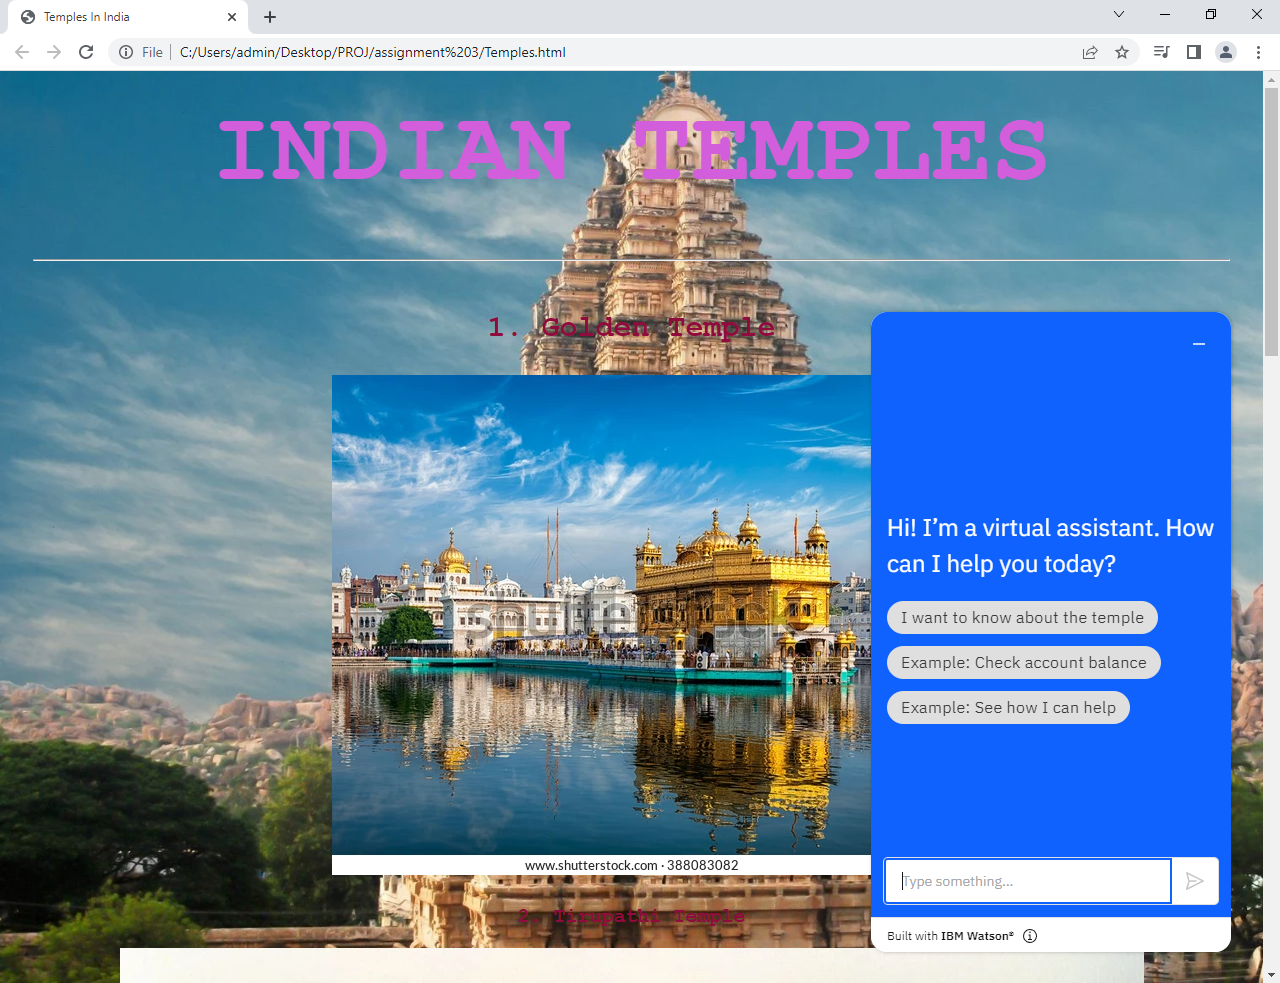 Temples In India
File
C:/Users/admin/Desktop/PROJ/assignment%203/Temples.html
INDIAN TEMPLES
1. Golden Temple
shutterstock
www.shutterstock.com · 388083082
2. Tirupathi Temple
Hi! I’m a virtual assistant. How
can I help you today?
I want to know about the temple
Example: Check account balance
Example: See how I can help
Type something...
Built with IBM Watson®